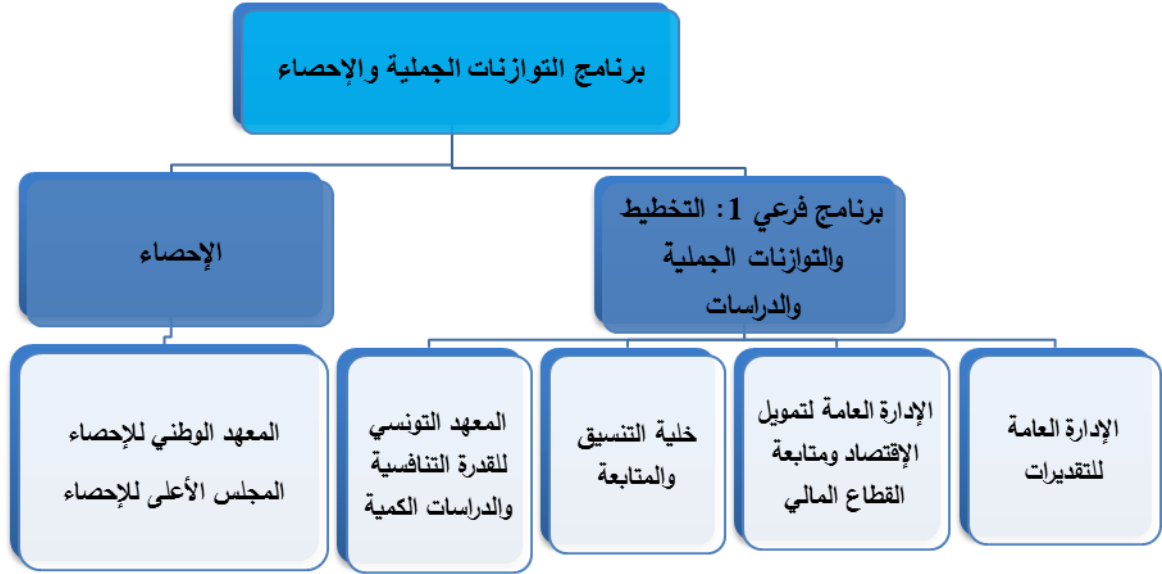 برنامج التوازنات الجملية والإحصاء
برنامج فرعي 1: التخطيط
والتوازنات الجملية
والدراسات
الإحصاء
الإدارة العامة
للتقديرات
الإدارة العامة لتمويل
الإقتصاد ومتابعة
القطاع المالي
خلية التنسيق
والمتابعة
المعهد التونسي
للقدرة التنافسية
والدراسات الكمية
المعهد الوطني للإحصاء
المجلس الأعلى للإحصاء